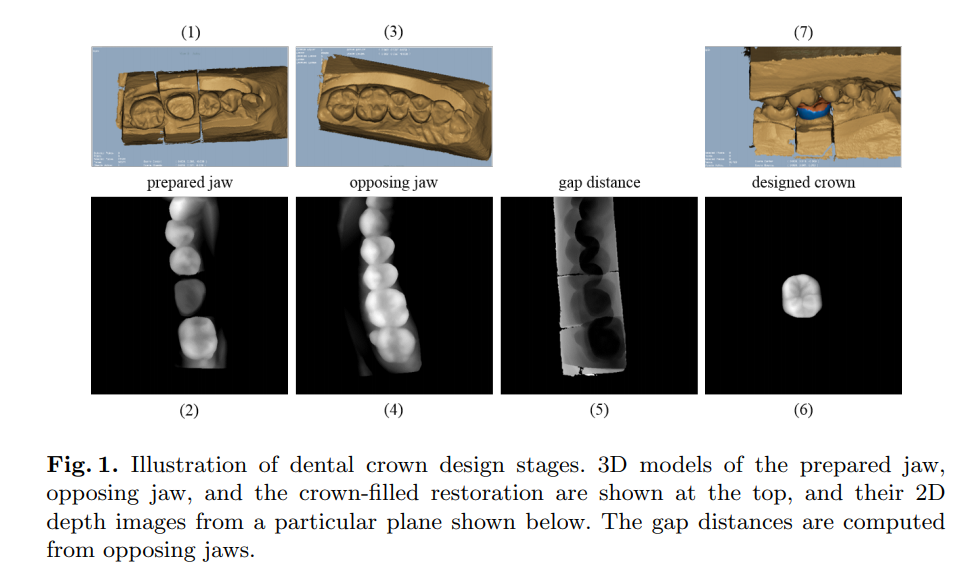 (1) (3) (7)
prepared jaw opposing jaw gap distance designed crown
(2) (4) (5) (6)
Fig. 1. Illustration of dental crown design stages. 3D models of the prepared jaw,
opposing jaw, and the crown-filled restoration are shown at the top, and their 2D
depth images from a particular plane shown below. The gap distances are computed
from opposing jaws.